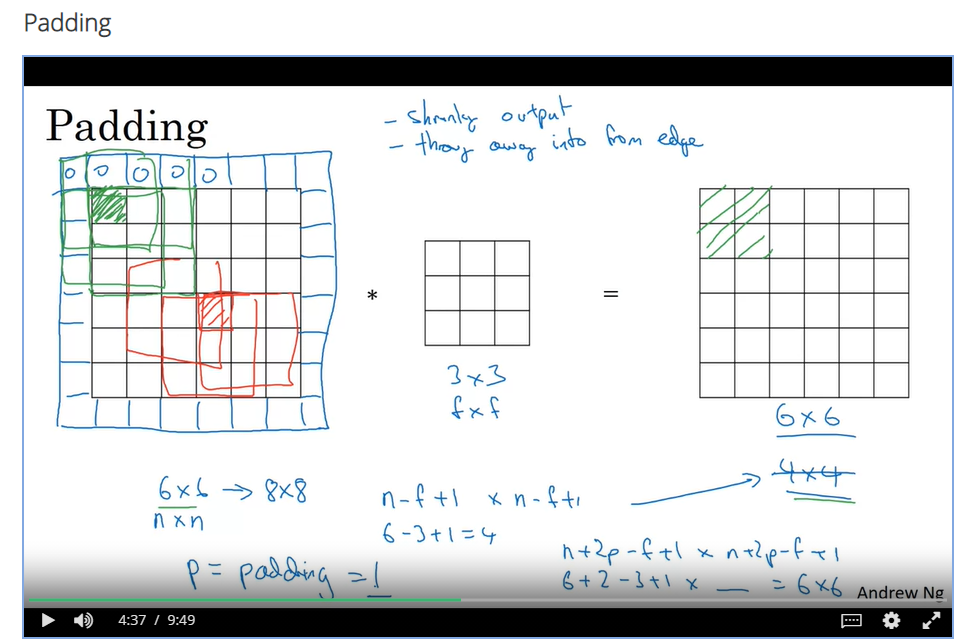 Padding
Padding
- shrinky output
- throw away info from edge
0 0 0 0 0
*
=
3 × 3
f × f
6 × 6
4 × 4
6×6 → 8×8
n × n
n-f+1 × n-f+1
6-3+1=4
p = padding = 1
n+2p-f+1 × n+2p-f+1
6+2-3+1 × __ = 6×6
Andrew Ng
4:37 / 9:49